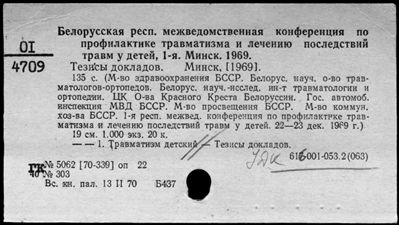 Белорусская респ. межведомственная конференция по
профилактике травматизма и лечению последствий
травм у детей, 1-я. Минск. 1969.
01
4709
Тезисы докладов. Минск, [1969].
135 с. (М-во здравоохранения БССР. Белорус. науч. о-во трав-
матологов-ортопедов. Белорус. науч.-исслед. ин-т травматологии и
ортопедии. ЦК О-ва Красного Креста Белоруссии. Гос. автомоб.
инспекция МВД БССР. М-во просвещения БССР. М-во коммун.
хоз-ва БССР. I-я респ. межвед. конференция по профилактике трав-
матизма и лечению последствий травм у детей. 22—23 дек. 1969 г.)
19 см. 1.000 экз. 20 к.
— — 1. Травматизм детский — Тезисы докладов.
УДК 616-001-053.2(063)
ГК № 5062 [70-339] оп 22
40 № 303
Вс. кн. пал. 13 II 70 Б437